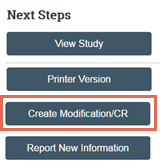 Next Steps
View Study
Printer Version
Create Modification/CR
Report New Information